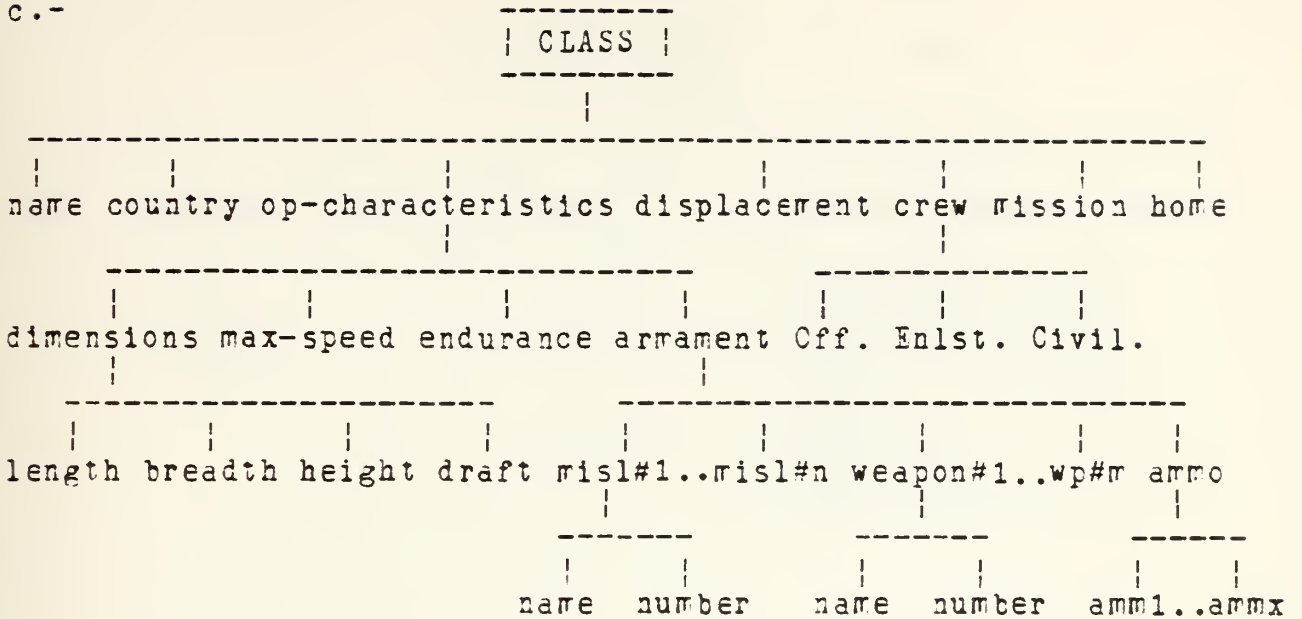 c.-
| CLASS |
name country op-characteristics displacement crew mission home
dimensions max-speed endurance armament Off. Enlst. Civil.
length breadth height draft misl#1..misl#n weapon#1..wp#m ammo
name number name number amm1..ammx